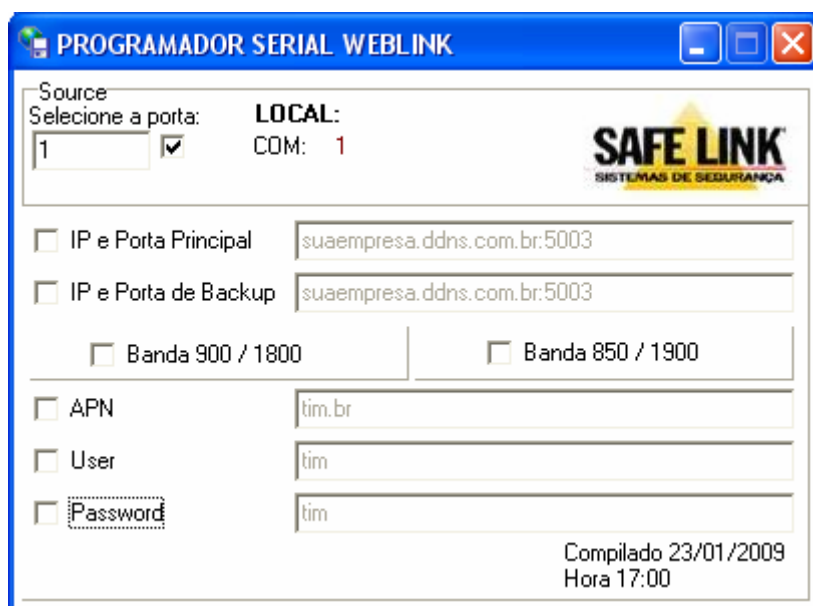 PROGRAMADOR SERIAL WEBLINK
Source
Selecione a porta:
1
LOCAL:
COM: 1
SAFE LINK
SISTEMAS DE SEGURANÇA
IP e Porta Principal
suaempresa.ddns.com.br:5003
IP e Porta de Backup
suaempresa.ddns.com.br:5003
Banda 900 / 1800
Banda 850 / 1900
APN
tim.br
User
tim
Password
tim
Compilado 23/01/2009
Hora 17:00